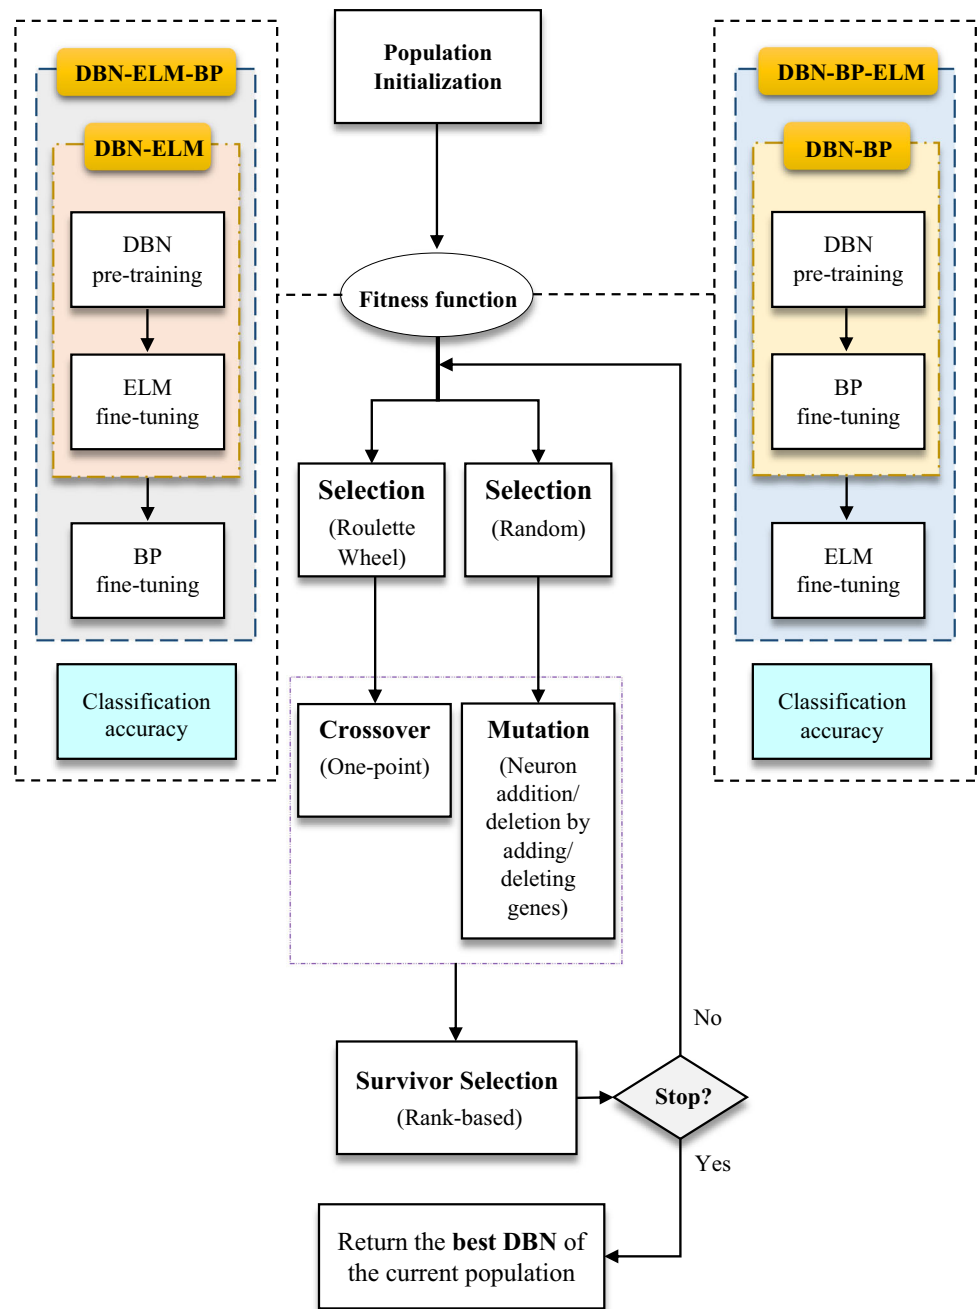 DBN-ELM-BP
DBN-ELM
DBN
pre-training
ELM
fine-tuning
BP
fine-tuning
Classification
accuracy
Population
Initialization
Fitness function
Selection
(Roulette
Wheel)
Selection
(Random)
Crossover
(One-point)
Mutation
(Neuron
addition/
deletion by
adding/
deleting
genes)
Survivor Selection
(Rank-based)
Stop?
No
Yes
Return the best DBN of
the current population
DBN-BP-ELM
DBN-BP
DBN
pre-training
BP
fine-tuning
ELM
fine-tuning
Classification
accuracy